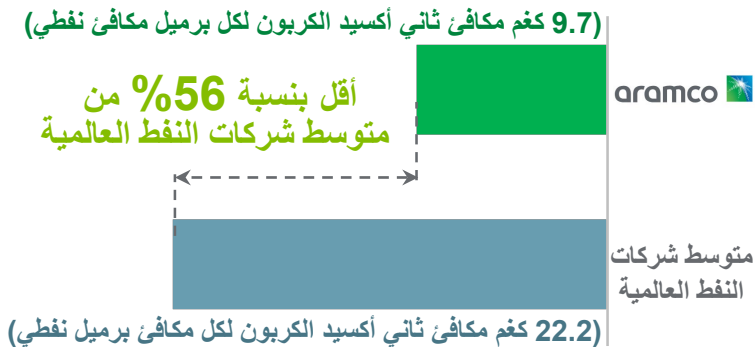 (9.7 كغم مكافئ ثاني أكسيد الكربون لكل برميل مكافئ نفطي)
aramco
أقل بنسبة 56% من
متوسط شركات النفط العالمية
متوسط شركات
النفط العالمية
(22.2 كغم مكافئ ثاني أكسيد الكربون لكل مكافئ برميل نفطي)